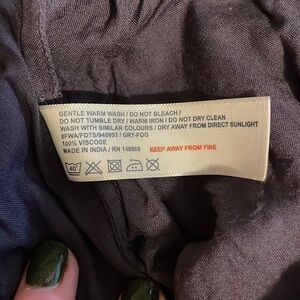 GENTLE WARM WASH / DO NOT BLEACH /
DO NOT TUMBLE DRY / WARM IRON / DO NOT DRY CLEAN
WASH WITH SIMILAR COLOURS / DRY AWAY FROM DIRECT SUNLIGHT
8FWA/FDTS/940993 / GRY-FOG
100% VISCOSE
MADE IN INDIA / RN 148869 KEEP AWAY FROM FIRE
40